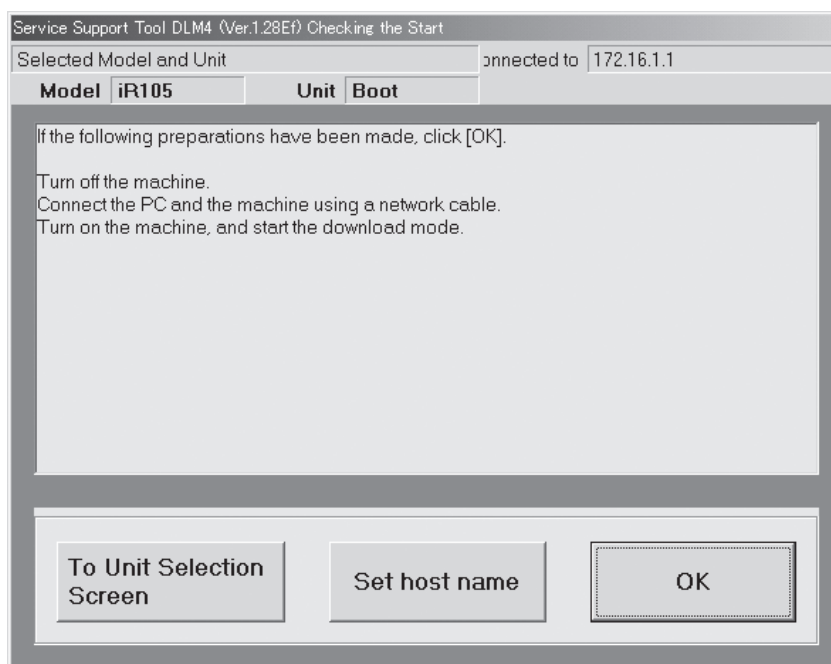 Service Support Tool DLM4 (Ver.1.28Ef) Checking the Start
Selected Model and Unit onnected to 172.16.1.1
Model iR105 Unit Boot
If the following preparations have been made, click [OK].
Turn off the machine.
Connect the PC and the machine using a network cable.
Turn on the machine, and start the download mode.
To Unit Selection
Screen
Set host name
OK